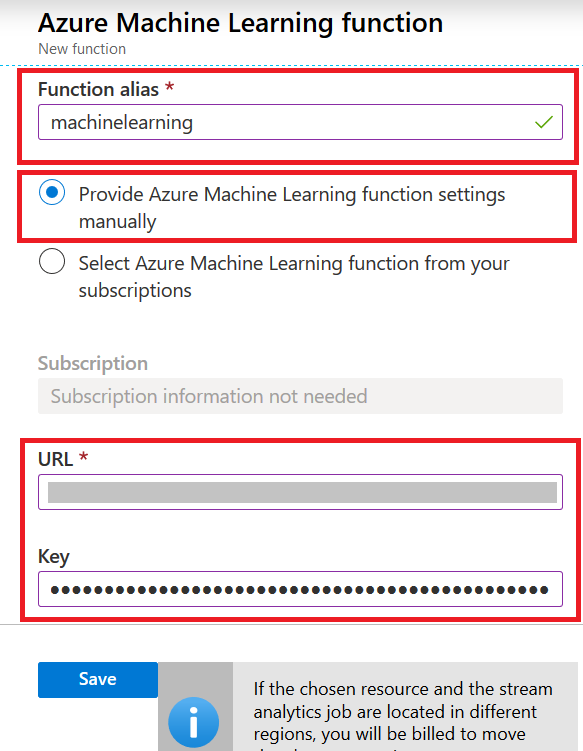 Azure Machine Learning function
New function
Function alias *
machinelearning
Provide Azure Machine Learning function settings
manually
Select Azure Machine Learning function from your
subscriptions
Subscription
Subscription information not needed
URL *
Key
Save
If the chosen resource and the stream
analytics job are located in different
regions, you will be billed to move